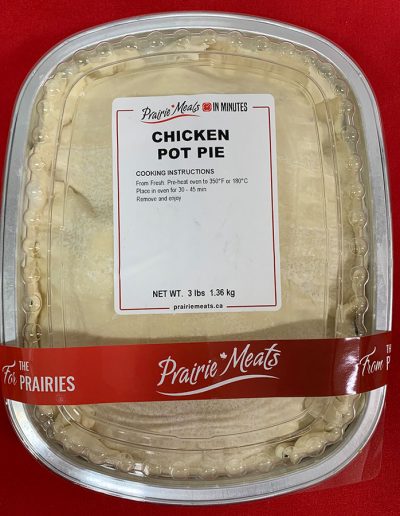 Prairie Meats IN MINUTES
CHICKEN
POT PIE
COOKING INSTRUCTIONS
From Fresh. Pre-heat oven to 350°F or 180°C
Place in oven for 30 - 45 min
Remove and enjoy
NET WT. 3 lbs 1.36 kg
prairiemeats.ca
For THE PRAIRIES
Prairie Meats
From